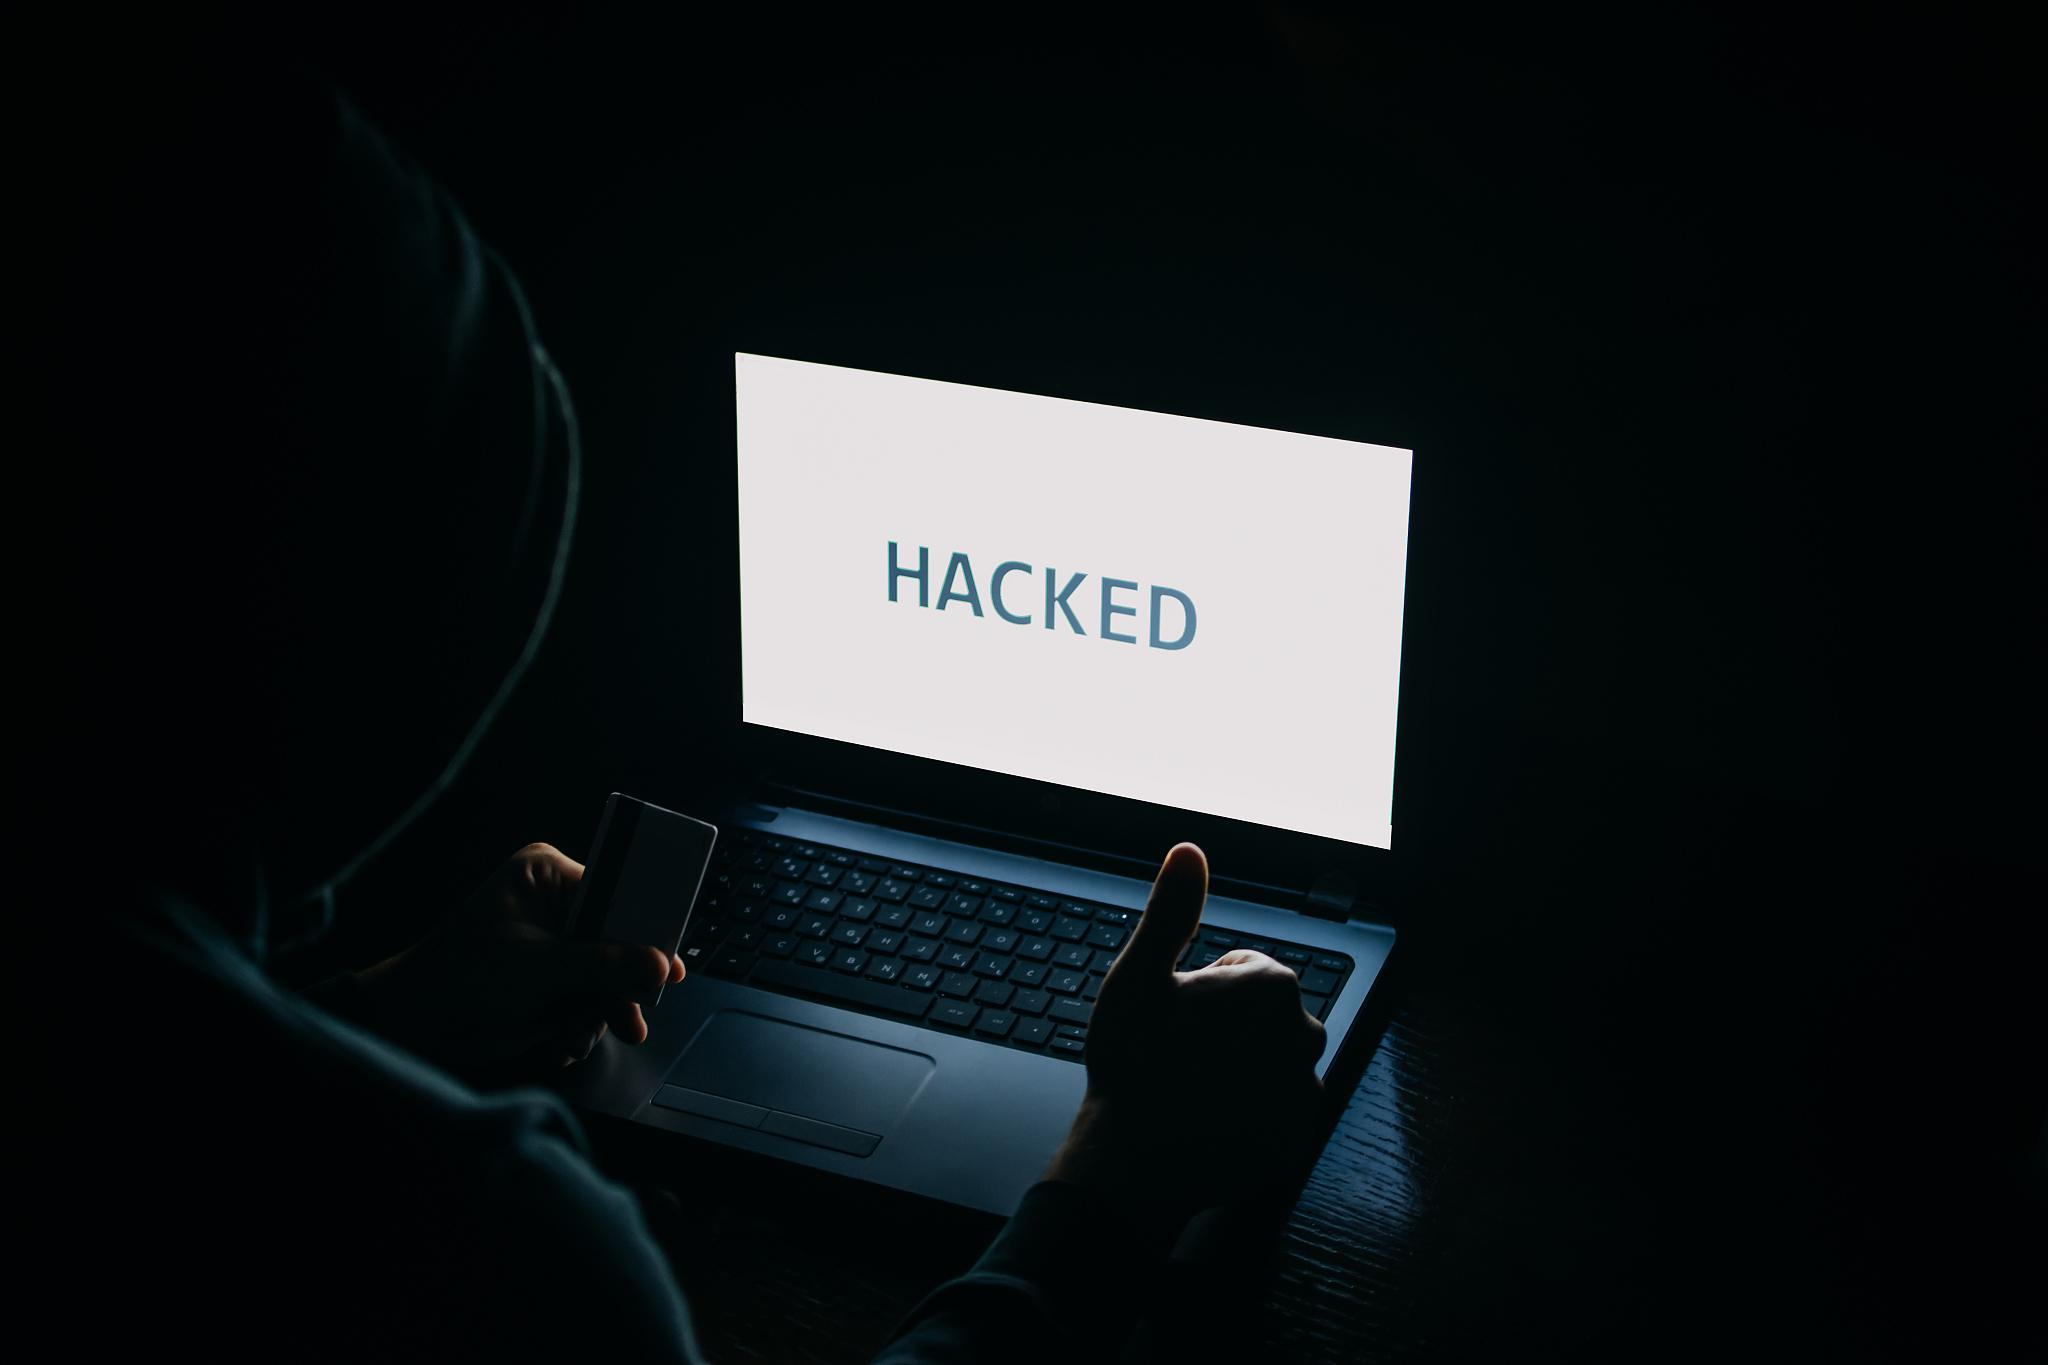 HACKED
W E R T Z U I O P Š
A S D F G H J K L Č Ć
Y X C V B N M